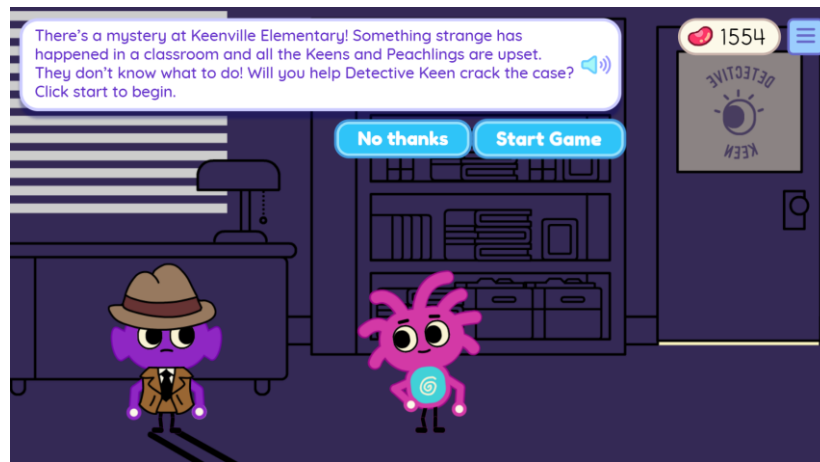 There's a mystery at Keenville Elementary! Something strange has
happened in a classroom and all the Keens and Peachlings are upset.
They don't know what to do! Will you help Detective Keen crack the case?
Click start to begin.
1554
No thanks
Start Game
DETECTIVE
KEEN